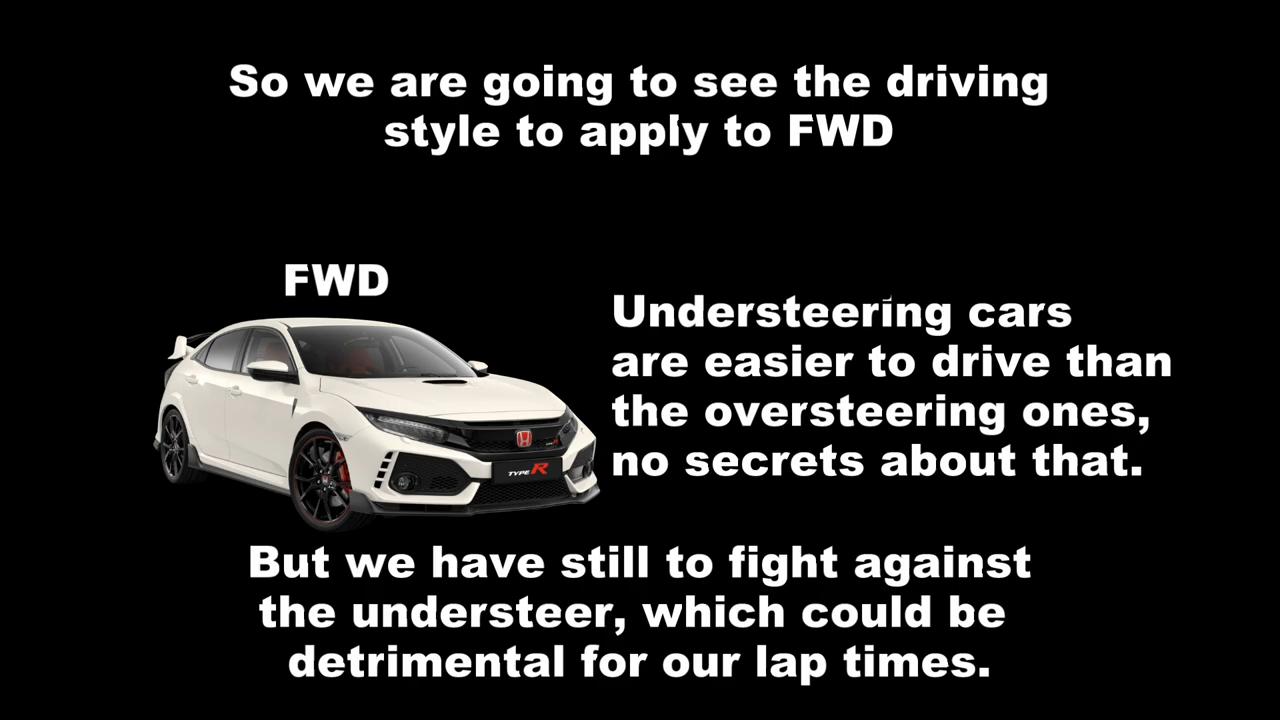 So we are going to see the driving
style to apply to FWD
FWD
Understeering cars
are easier to drive than
the oversteering ones,
no secrets about that.
TYPE R
But we have still to fight against
the understeer, which could be
detrimental for our lap times.